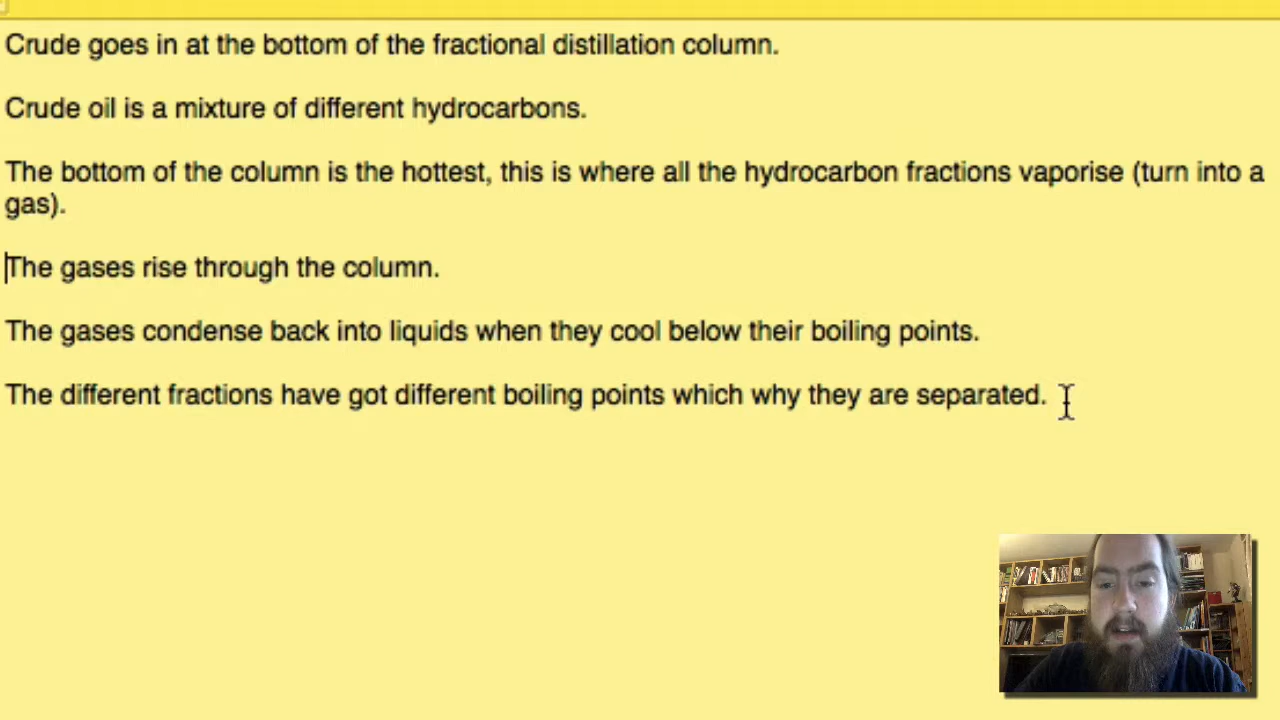 Crude goes in at the bottom of the fractional distillation column.
Crude oil is a mixture of different hydrocarbons.
The bottom of the column is the hottest, this is where all the hydrocarbon fractions vaporise (turn into a
gas).
The gases rise through the column.
The gases condense back into liquids when they cool below their boiling points.
The different fractions have got different boiling points which why they are separated.